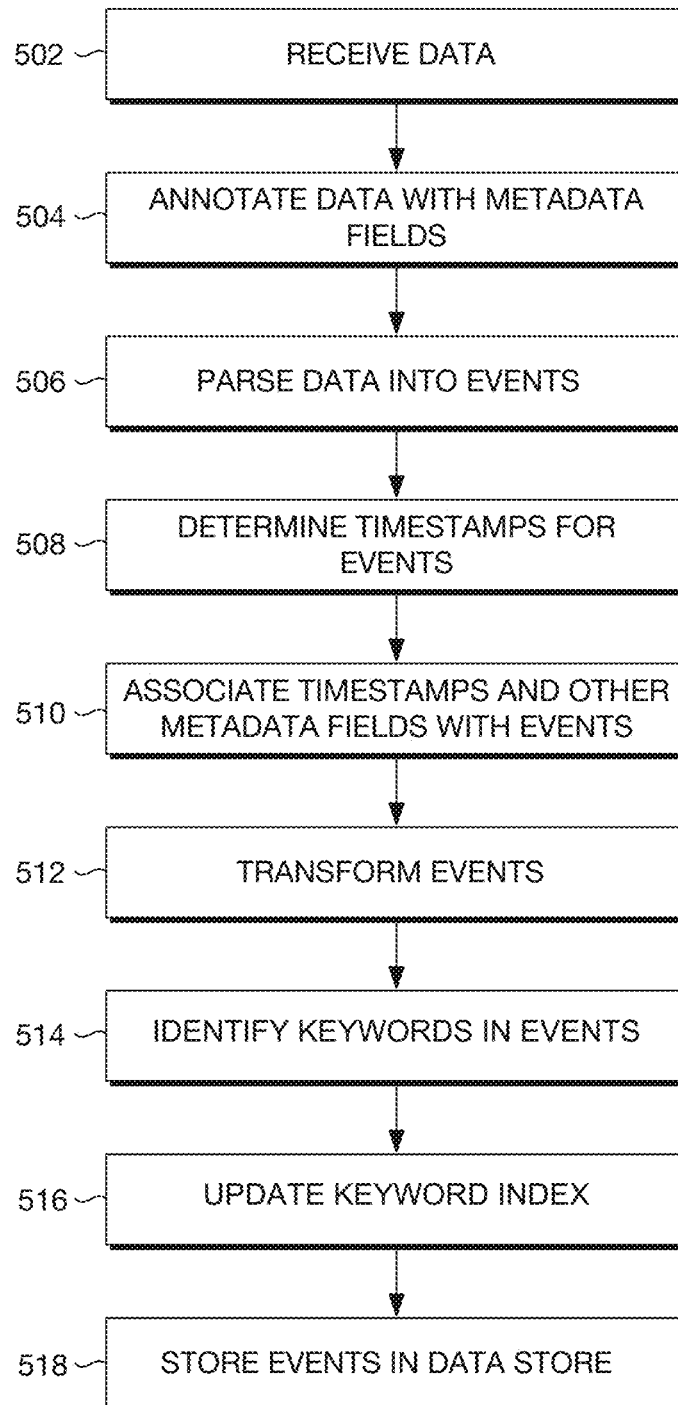 502 RECEIVE DATA
504 ANNOTATE DATA WITH METADATA
FIELDS
506 PARSE DATA INTO EVENTS
508 DETERMINE TIMESTAMPS FOR
EVENTS
510 ASSOCIATE TIMESTAMPS AND OTHER
METADATA FIELDS WITH EVENTS
512 TRANSFORM EVENTS
514 IDENTIFY KEYWORDS IN EVENTS
516 UPDATE KEYWORD INDEX
518 STORE EVENTS IN DATA STORE